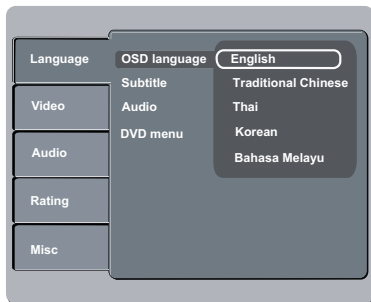 Language
Video
Audio
Rating
Misc
OSD language
Subtitle
Audio
DVD menu
English
Traditional Chinese
Thai
Korean
Bahasa Melayu